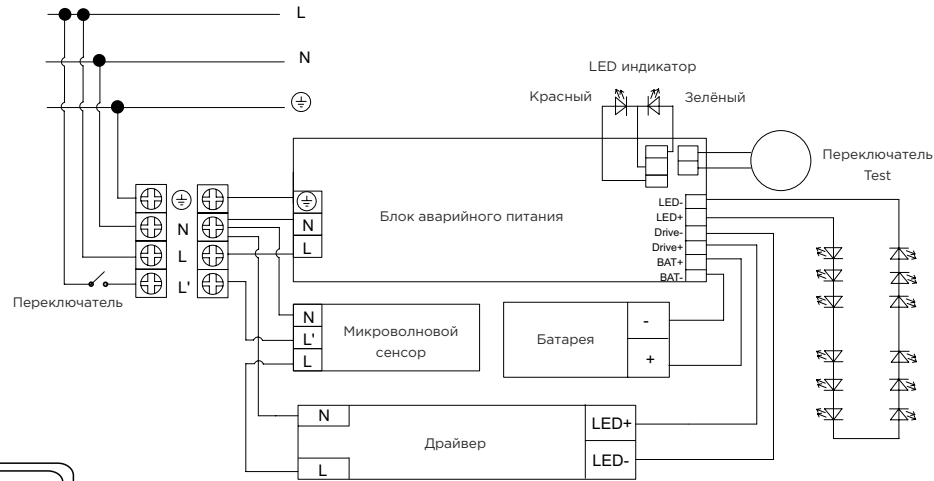 L
N
LED индикатор
Красный
Зелёный
Переключатель
Test
Блок аварийного питания
N
L
LED-
LED+
Drive-
Drive+
BAT+
BAT-
N
L
L'
Переключатель
N
L'
L
Микроволновой
сенсор
Батарея
-
+
N
L
Драйвер
LED+
LED-